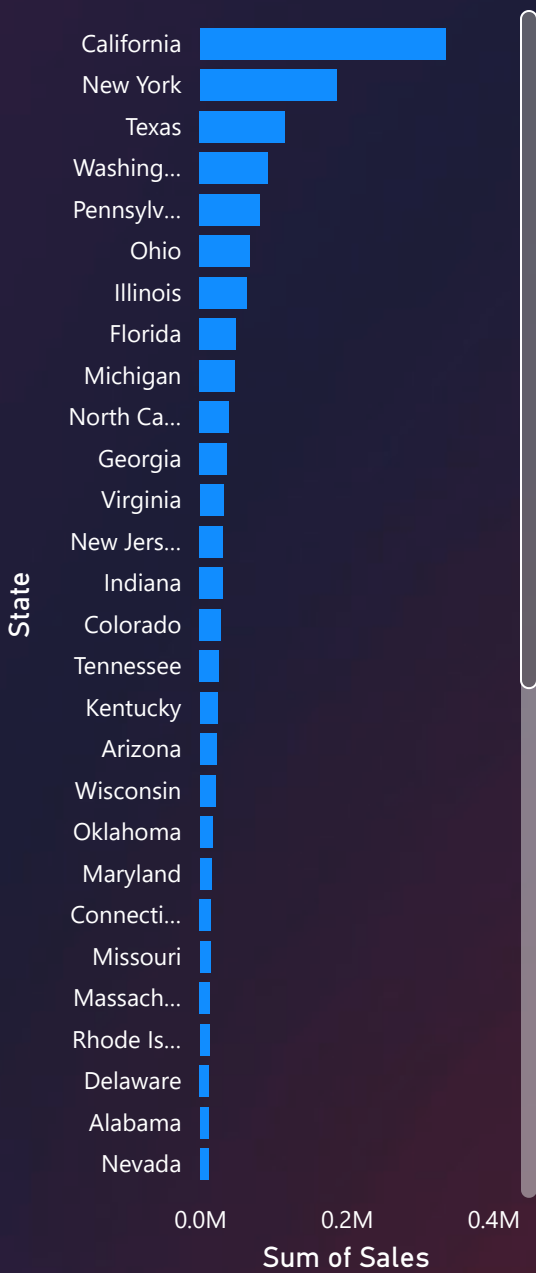 California
New York
Texas
Washing...
Pennsylv...
Ohio
Illinois
Florida
Michigan
North Ca...
Georgia
Virginia
New Jers...
Indiana
Colorado
Tennessee
Kentucky
Arizona
Wisconsin
Oklahoma
Maryland
Connecti...
Missouri
Massach...
Rhode Is...
Delaware
Alabama
Nevada
State
0.0M 0.2M 0.4M
Sum of Sales